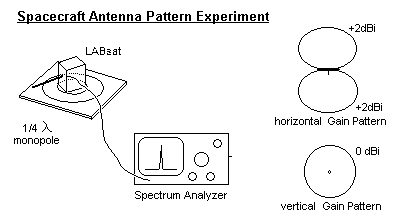 Spacecraft Antenna Pattern Experiment
LABsat
1/4 入
monopole
Spectrum Analyzer
+2dBi
+2dBi
horizontal Gain Pattern
0 dBi
vertical Gain Pattern